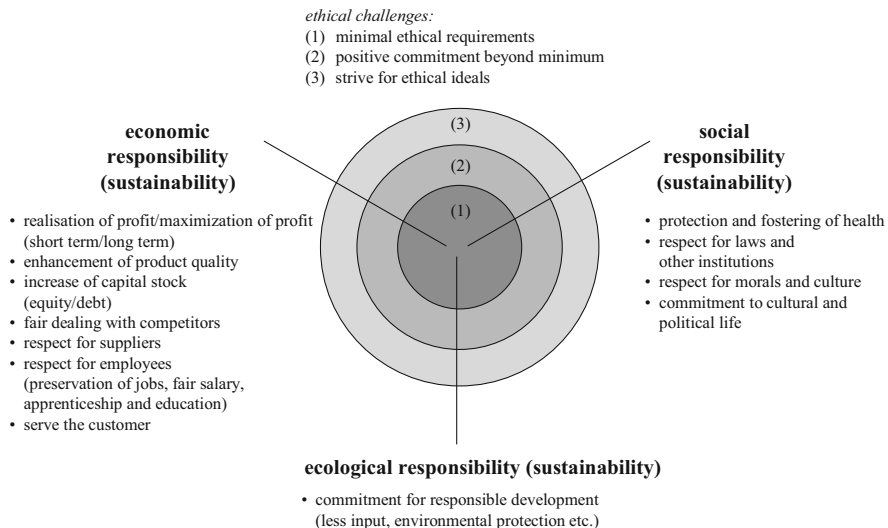 ethical challenges:
(1) minimal ethical requirements
(2) positive commitment beyond minimum
(3) strive for ethical ideals
(3)
(2)
(1)
economic
responsibility
(sustainability)
• realisation of profit/maximization of profit
(short term/long term)
• enhancement of product quality
• increase of capital stock
(equity/debt)
• fair dealing with competitors
• respect for suppliers
• respect for employees
(preservation of jobs, fair salary,
apprenticeship and education)
• serve the customer
social
responsibility
(sustainability)
• protection and fostering of health
• respect for laws and
other institutions
• respect for morals and culture
• commitment to cultural and
political life
ecological responsibility (sustainability)
• commitment for responsible development
(less input, environmental protection etc.)